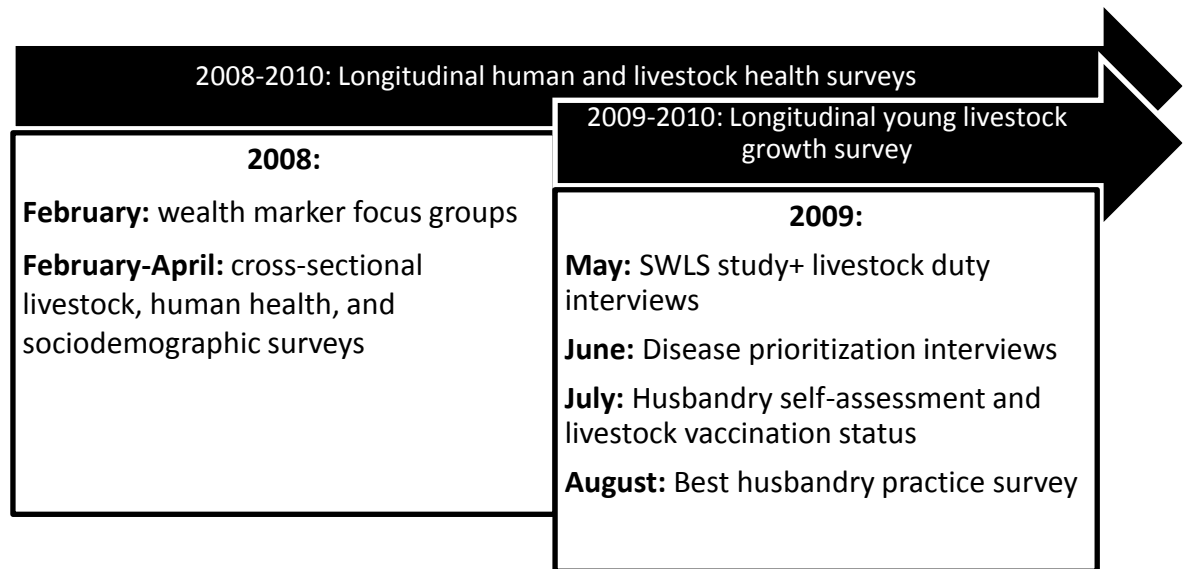 2008-2010: Longitudinal human and livestock health surveys
2009-2010: Longitudinal young livestock
growth survey
2008:
February: wealth marker focus groups
February-April: cross-sectional
livestock, human health, and
sociodemographic surveys
2009:
May: SWLS study+ livestock duty
interviews
June: Disease prioritization interviews
July: Husbandry self-assessment and
livestock vaccination status
August: Best husbandry practice survey